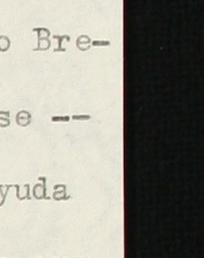 o Bre-
se --
yuda